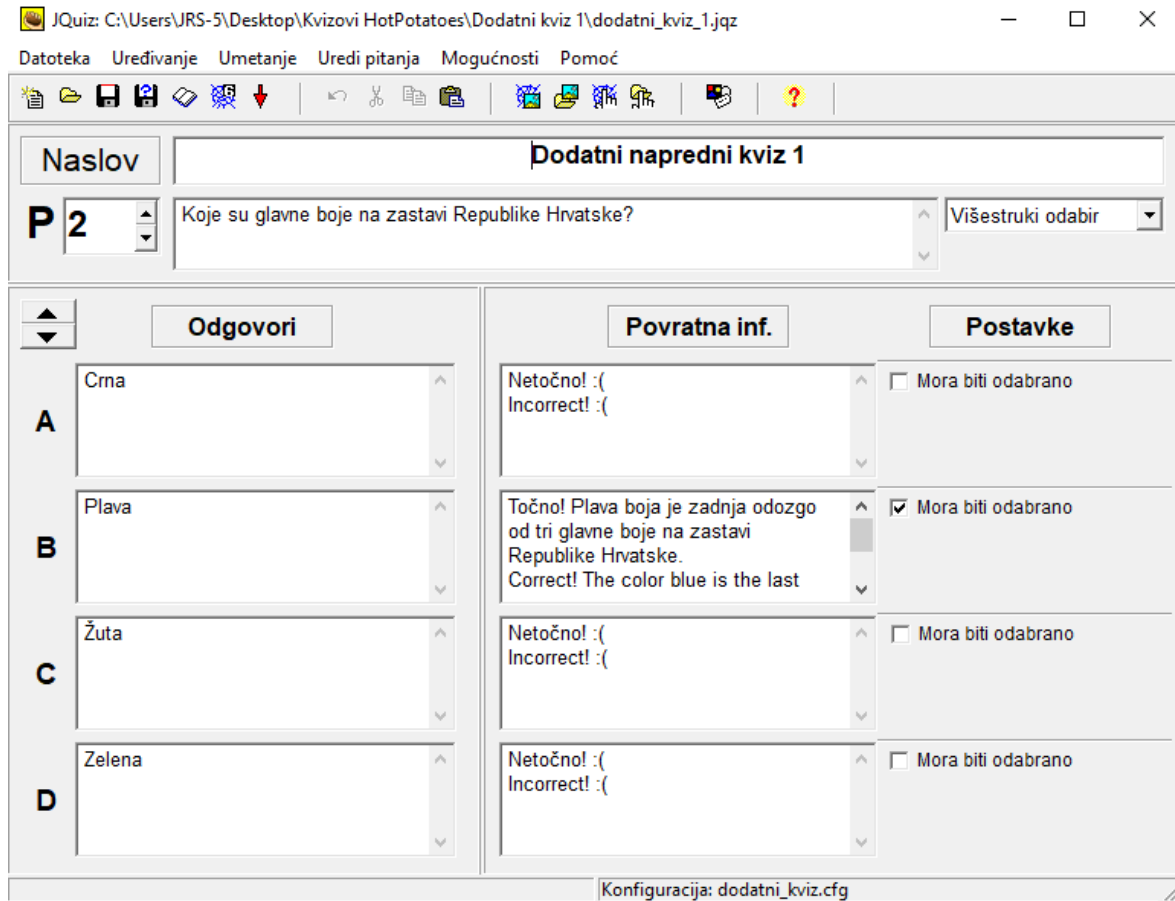 JQuiz: C:\Users\JRS-5\Desktop\Kvizovi HotPotatoes\Dodatni kviz 1\dodatni_kviz_1.jqz
Datoteka Uređivanje Umetanje Uredi pitanja Mogućnosti Pomoć
Naslov
Dodatni napredni kviz 1
P 2
Koje su glavne boje na zastavi Republike Hrvatske?
Višestruki odabir
Odgovori
Povratna inf.
Postavke
A
Crna
Netočno! :(
Incorrect! :(
Mora biti odabrano
B
Plava
Točno! Plava boja je zadnja odozgo
od tri glavne boje na zastavi
Republike Hrvatske.
Correct! The color blue is the last
Mora biti odabrano
C
Žuta
Netočno! :(
Incorrect! :(
Mora biti odabrano
D
Zelena
Netočno! :(
Incorrect! :(
Mora biti odabrano
Konfiguracija: dodatni_kviz.cfg